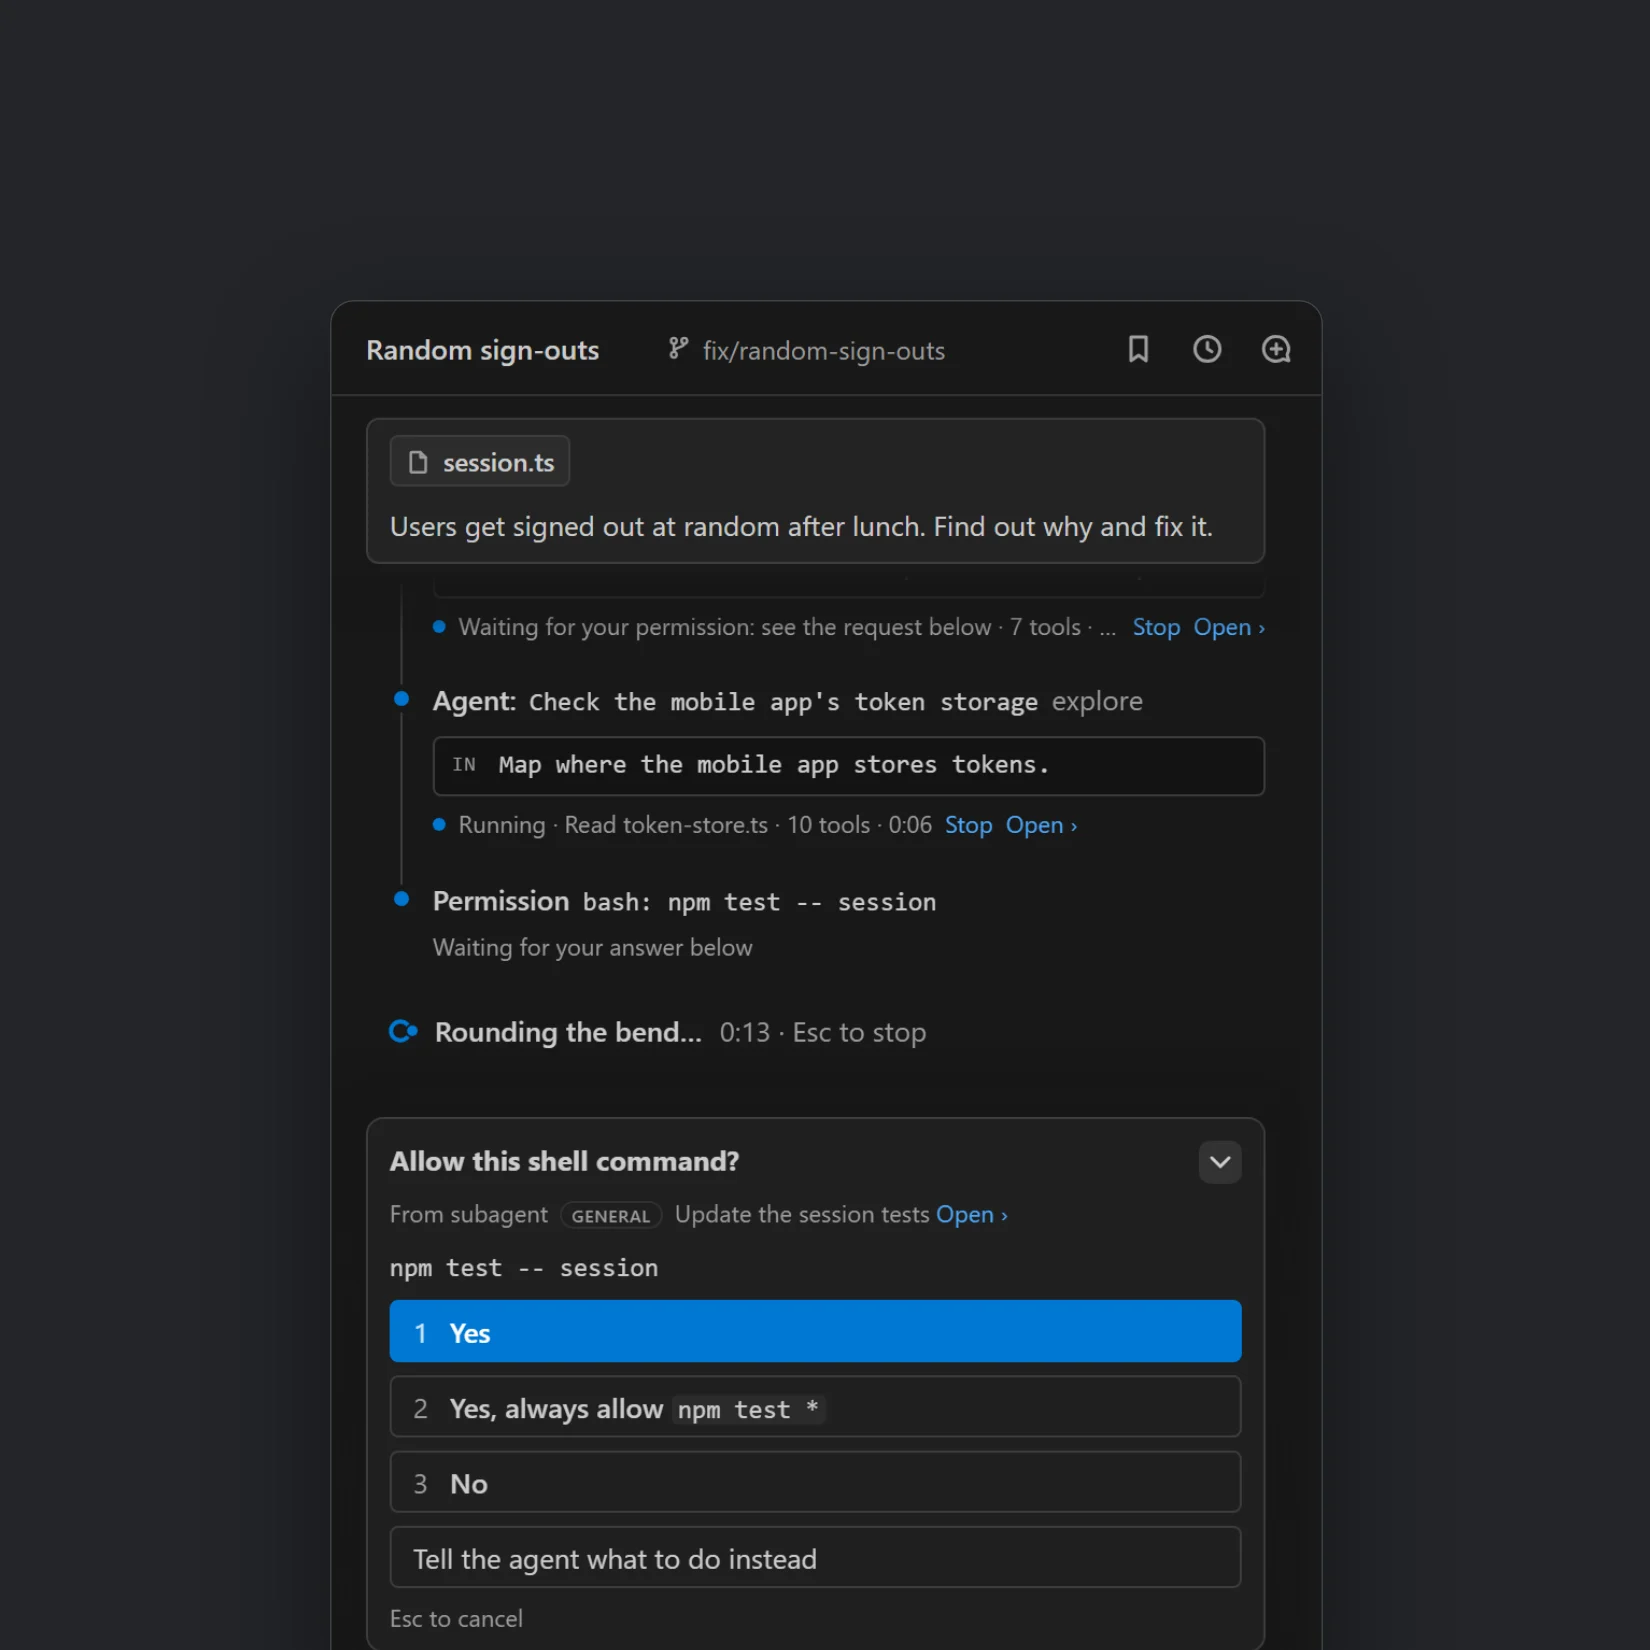 Random sign-outs fix/random-sign-outs
session.ts
Users get signed out at random after lunch. Find out why and fix it.
Waiting for your permission: see the request below · 7 tools · ... Stop Open ›
Agent: Check the mobile app's token storage explore
IN Map where the mobile app stores tokens.
Running · Read token-store.ts · 10 tools · 0:06 Stop Open ›
Permission bash: npm test -- session
Waiting for your answer below
Rounding the bend... 0:13 · Esc to stop
Allow this shell command?
From subagent GENERAL Update the session tests Open ›
npm test -- session
1 Yes
2 Yes, always allow npm test *
3 No
Tell the agent what to do instead
Esc to cancel